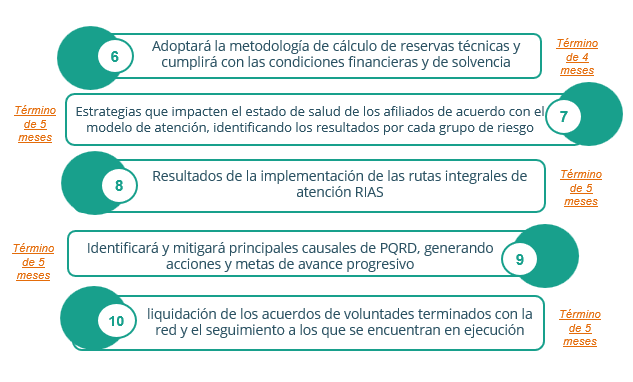 6
Adoptará la metodología de cálculo de reservas técnicas y
cumplirá con las condiciones financieras y de solvencia
Término
de 4
meses
Término
de 5
meses
Estrategias que impacten el estado de salud de los afiliados de acuerdo con el
modelo de atención, identificando los resultados por cada grupo de riesgo
7
8
Resultados de la implementación de las rutas integrales de
atención RIAS
Término
de 5
meses
Término
de 5
meses
Identificará y mitigará principales causales de PQRD, generando
acciones y metas de avance progresivo
9
10
liquidación de los acuerdos de voluntades terminados con la
red y el seguimiento a los que se encuentran en ejecución
Término
de 5
meses